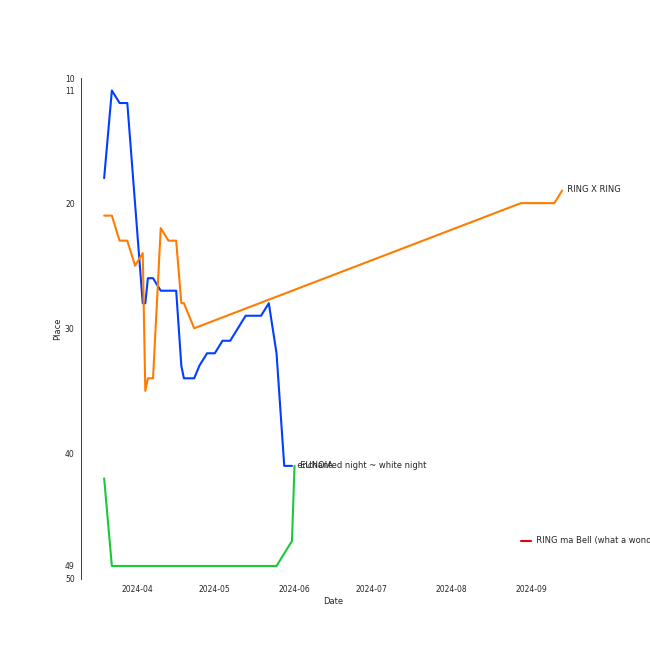 10
11
20
30
40
49
50
Place
RING X RING
enchanted night ~ white night
EUNOIA
RING ma Bell (what a wond
2024-04
2024-05
2024-06
2024-07
2024-08
2024-09
Date